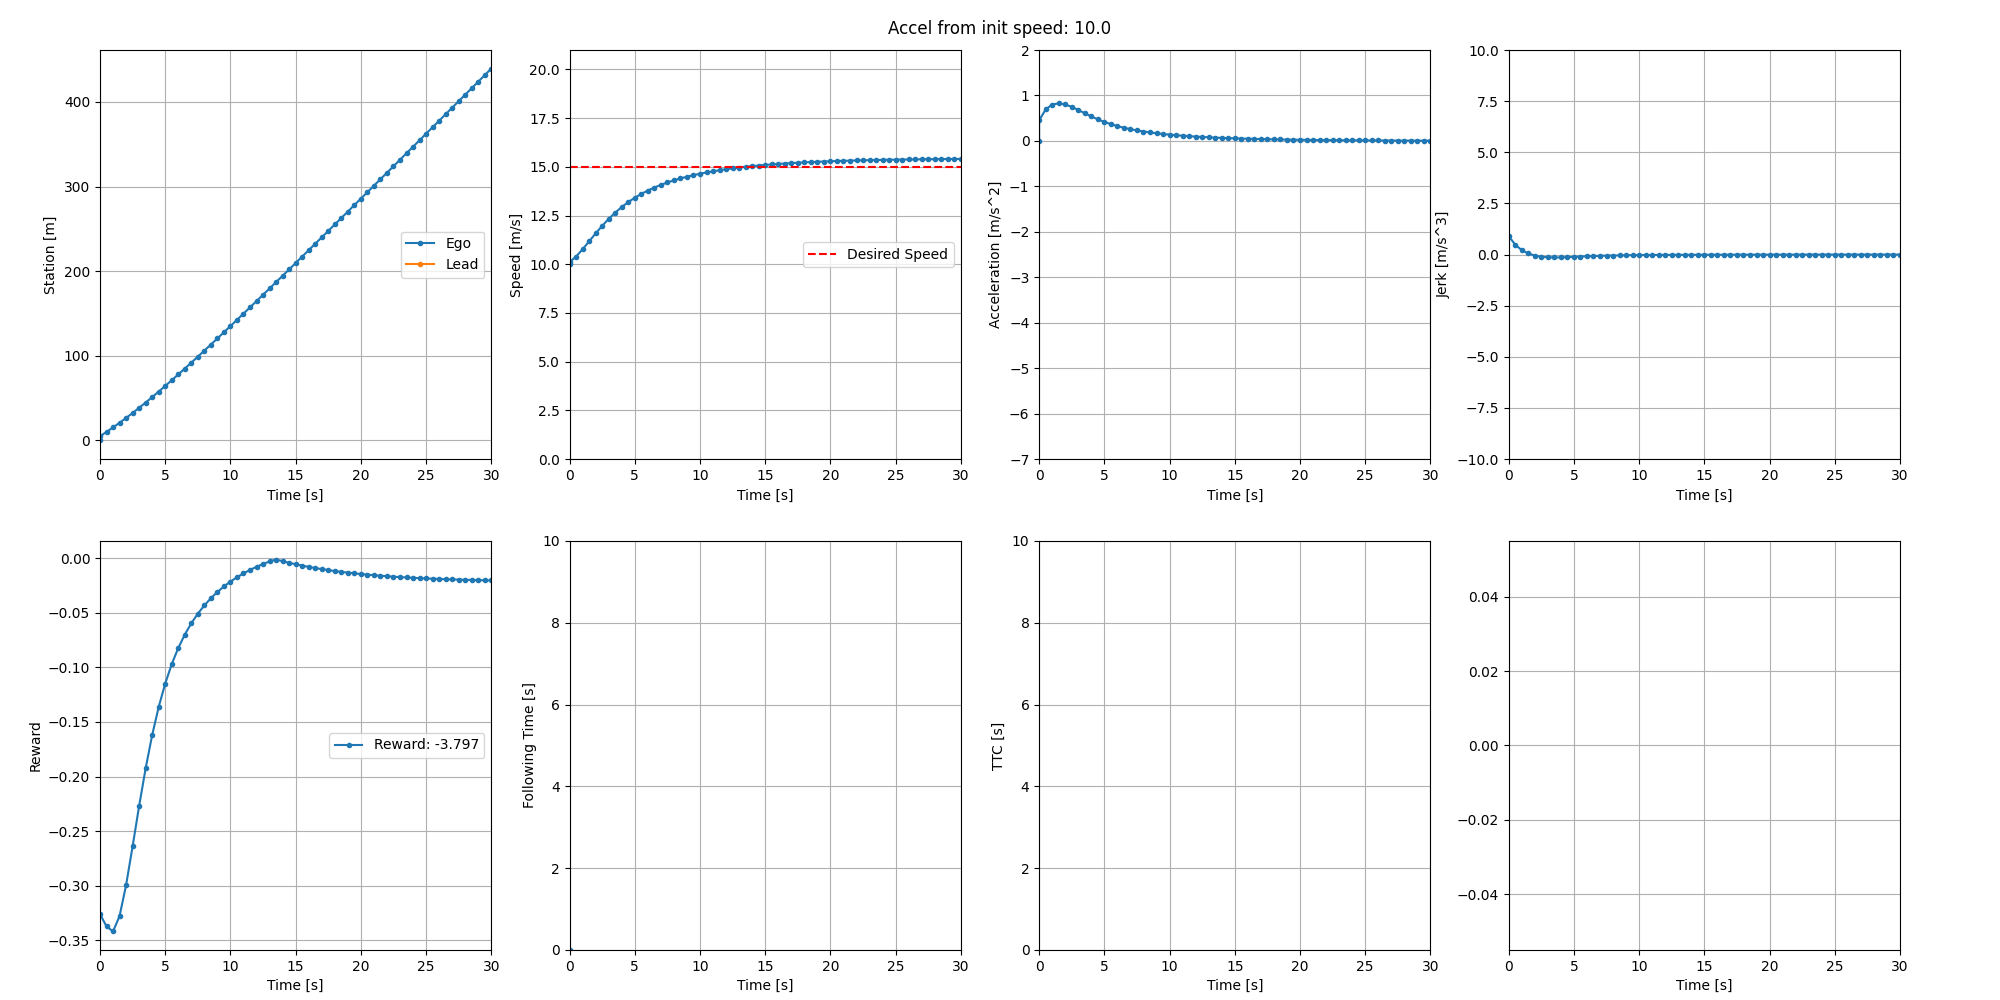 Accel from init speed: 10.0
Station [m]
400
300
200
100
0
Ego
Lead
0 5 10 15 20 25 30
Time [s]
Speed [m/s]
20.0
17.5
15.0
12.5
10.0
7.5
5.0
2.5
0.0
Desired Speed
0 5 10 15 20 25 30
Time [s]
Acceleration [m/s^2]
2
1
0
−1
−2
−3
−4
−5
−6
−7
0 5 10 15 20 25 30
Time [s]
Jerk [m/s^3]
10.0
7.5
5.0
2.5
0.0
−2.5
−5.0
−7.5
−10.0
0 5 10 15 20 25 30
Time [s]
Reward
0.00
−0.05
−0.10
−0.15
−0.20
−0.25
−0.30
−0.35
Reward: -3.797
0 5 10 15 20 25 30
Time [s]
Following Time [s]
10
8
6
4
2
0
0 5 10 15 20 25 30
Time [s]
TTC [s]
10
8
6
4
2
0
0 5 10 15 20 25 30
Time [s]
0.04
0.02
0.00
−0.02
−0.04
0 5 10 15 20 25 30
Time [s]